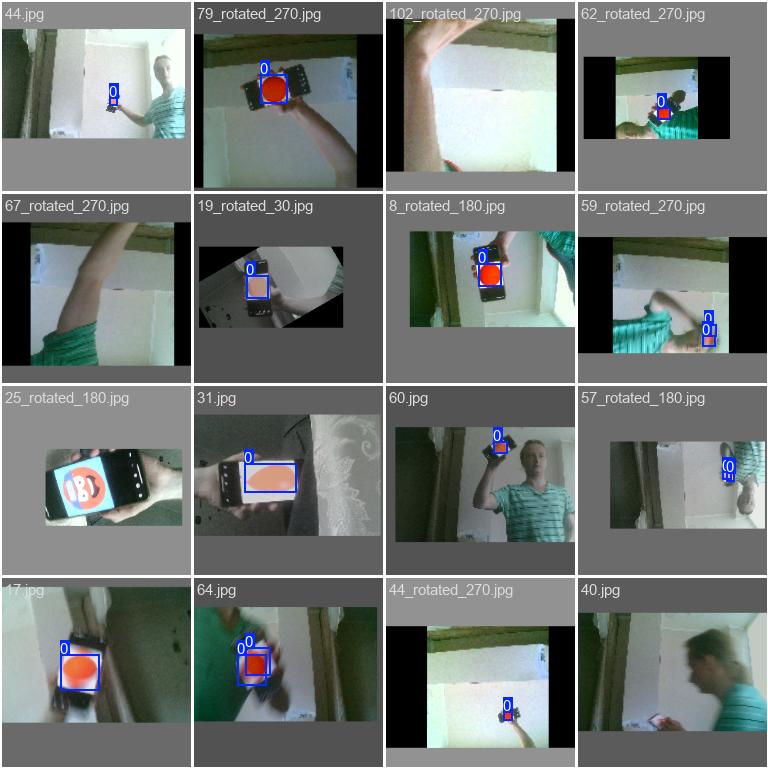 44.jpg
79_rotated_270.jpg
102_rotated_270.jpg
62_rotated_270.jpg
0
0
0
67_rotated_270.jpg
19_rotated_30.jpg
8_rotated_180.jpg
59_rotated_270.jpg
0
0
0
0
25_rotated_180.jpg
31.jpg
60.jpg
57_rotated_180.jpg
0
0
0
17.jpg
64.jpg
44_rotated_270.jpg
40.jpg
0
0
0
0